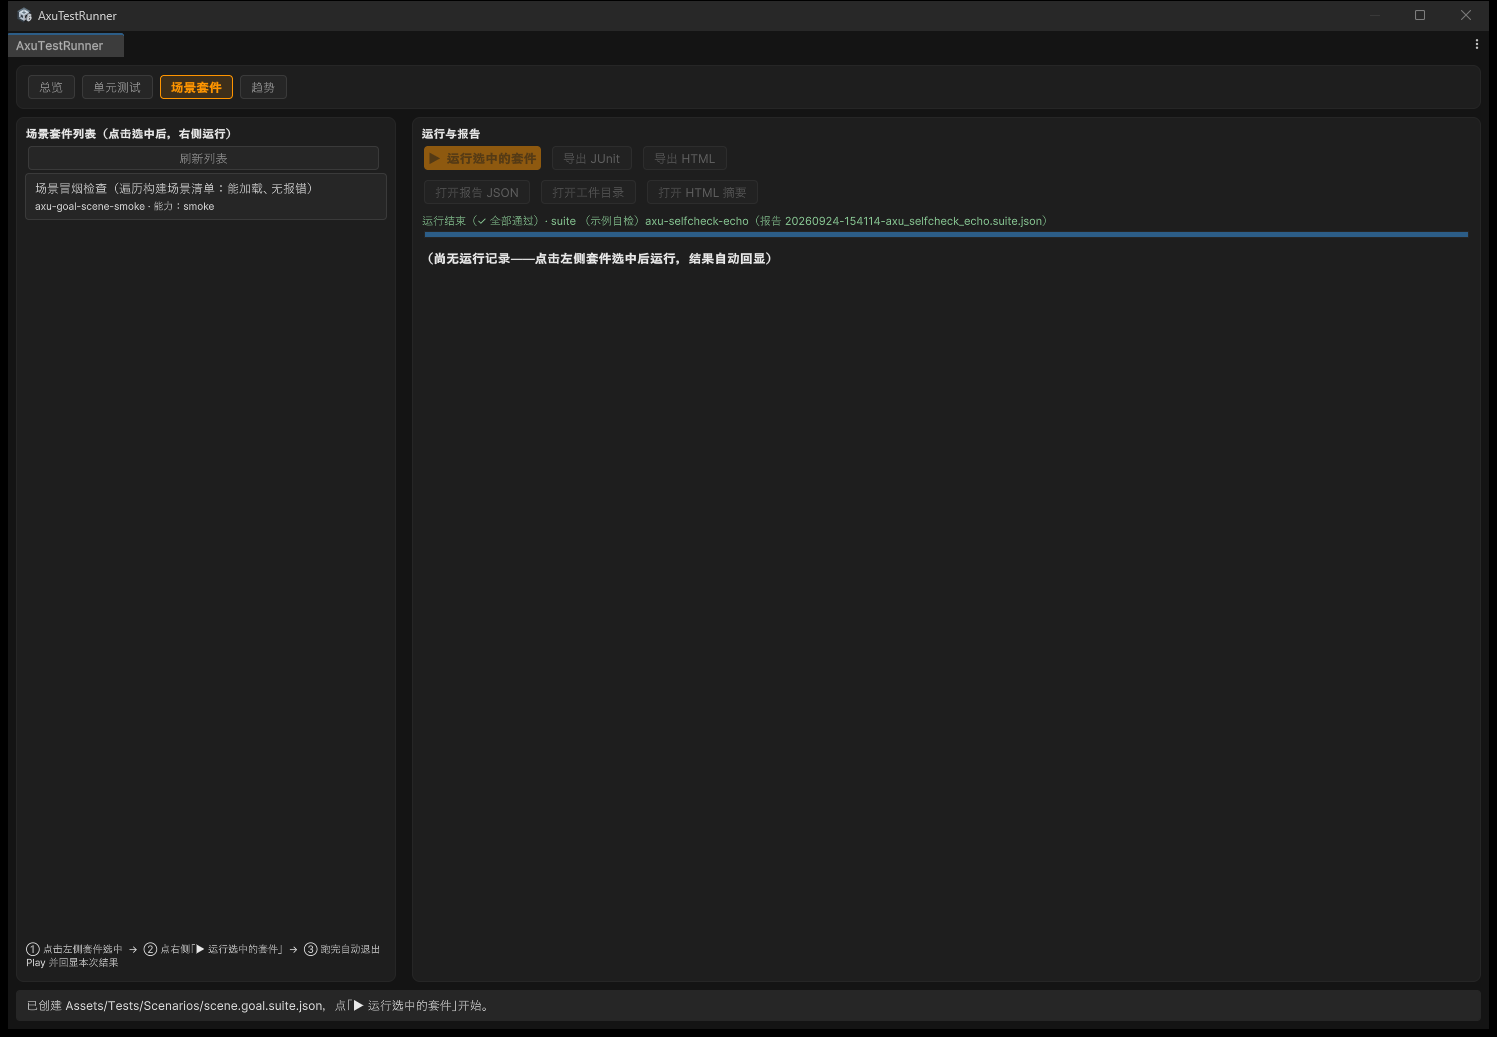 AxuTestRunner
AxuTestRunner
总览
单元测试
场景套件
趋势
场景套件列表（点击选中后，右侧运行）
刷新列表
场景冒烟检查（遍历构建场景清单：能加载、无报错）
axu-goal-scene-smoke · 能力：smoke
① 点击左侧套件选中 → ② 点右侧「▶ 运行选中的套件」 → ③ 跑完自动退出
Play 并回显本次结果
运行与报告
▶ 运行选中的套件
导出 JUnit
导出 HTML
打开报告 JSON
打开工件目录
打开 HTML 摘要
运行结束（✓ 全部通过）· suite （示例自检）axu-selfcheck-echo（报告 20260924-154114-axu_selfcheck_echo.suite.json）
（尚无运行记录——点击左侧套件选中后运行，结果自动回显）
已创建 Assets/Tests/Scenarios/scene.goal.suite.json，点「▶ 运行选中的套件」开始。